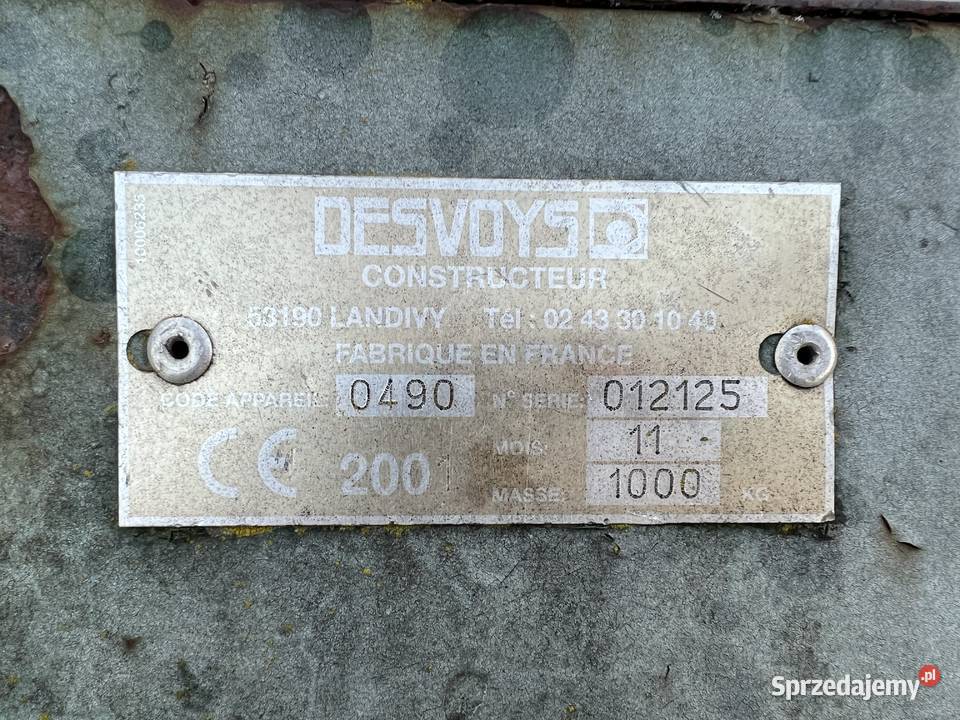 DESVOYS
CONSTRUCTEUR
53190 LANDIVY Tél : 02 43 30 10 40
FABRIQUE EN FRANCE
CODE APPAREIL 0490 N° SERIE: 012125
MOIS: 11
CE 2001
MASSE: 1000 KG
10006235
Sprzedajemy.pl